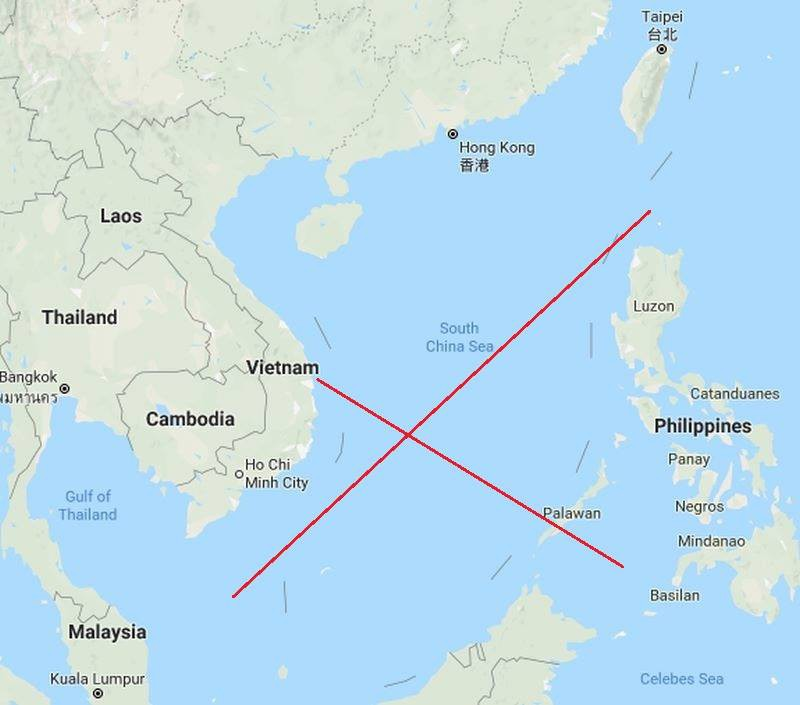 Taipei
台北
Hong Kong
香港
Laos
Luzon
Thailand
South
China Sea
Vietnam
Bangkok
Catanduanes
Cambodia
Philippines
Panay
Ho Chi
Minh City
Gulf of
Thailand
Negros
Palawan
Mindanao
Basilan
Malaysia
Kuala Lumpur
Celebes Sea